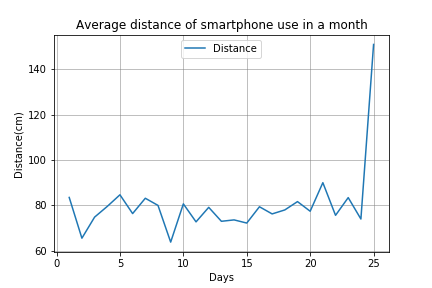 Average distance of smartphone use in a month
Distance
Distance(cm)
140
120
100
80
60
0 5 10 15 20 25
Days